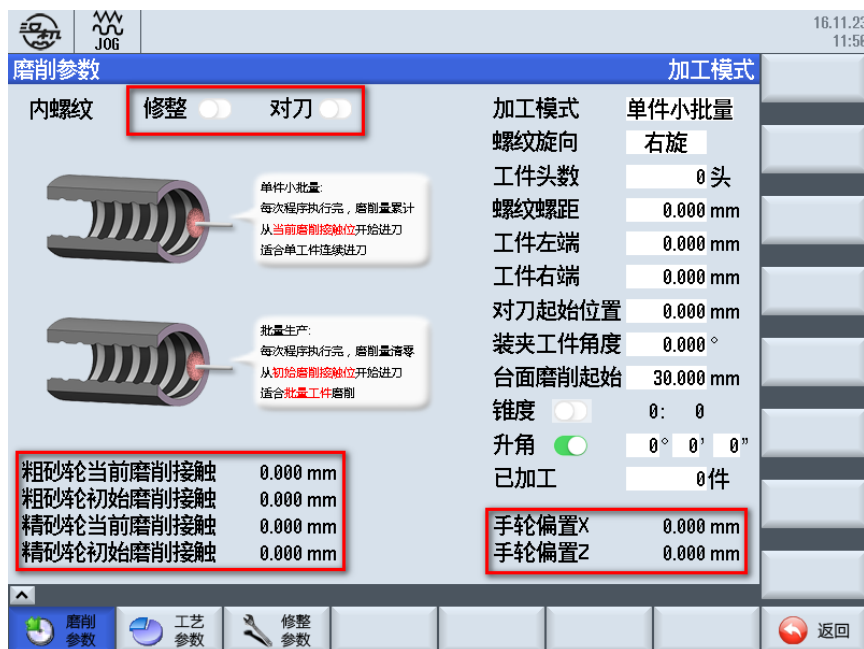 汉机
JOG
16.11.23
11:56
磨削参数 加工模式
内螺纹 修整 对刀
单件小批量:
每次程序执行完，磨削量累计
从当前磨削接触位开始进刀
适合单工件连续进刀
批量生产:
每次程序执行完，磨削量清零
从初始磨削接触位开始进刀
适合批量工件磨削
粗砂轮当前磨削接触 0.000 mm
粗砂轮初始磨削接触 0.000 mm
精砂轮当前磨削接触 0.000 mm
精砂轮初始磨削接触 0.000 mm
加工模式 单件小批量
螺纹旋向 右旋
工件头数 0 头
螺纹螺距 0.000 mm
工件左端 0.000 mm
工件右端 0.000 mm
对刀起始位置 0.000 mm
装夹工件角度 0.000 °
台面磨削起始 30.000 mm
锥度 0: 0
升角 0° 0' 0"
已加工 0件
手轮偏置X 0.000 mm
手轮偏置Z 0.000 mm
磨削
参数
工艺
参数
修整
参数
返回